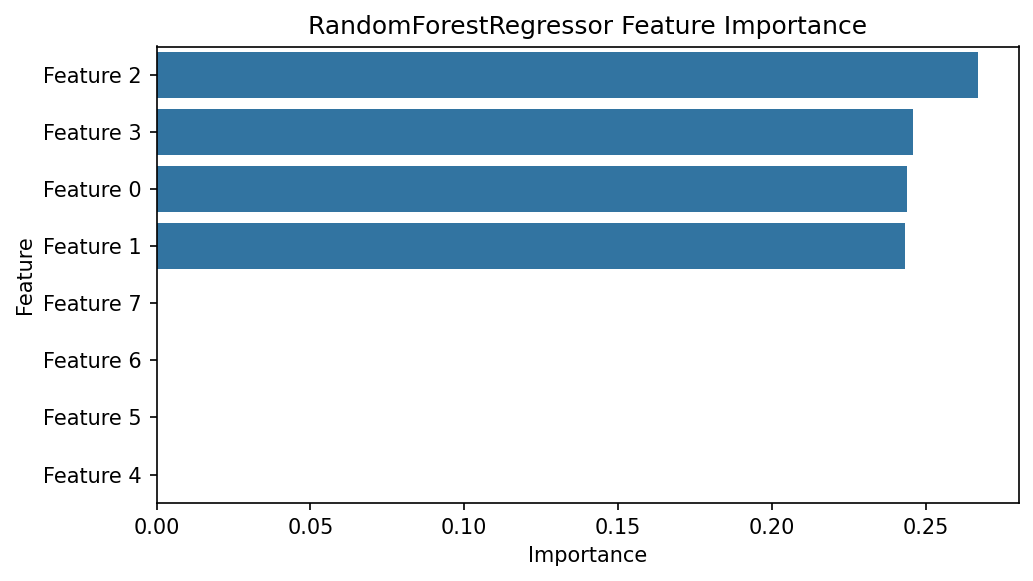 RandomForestRegressor Feature Importance
Feature 2
Feature 3
Feature 0
Feature 1
Feature 7
Feature 6
Feature 5
Feature 4
Feature
0.00 0.05 0.10 0.15 0.20 0.25
Importance